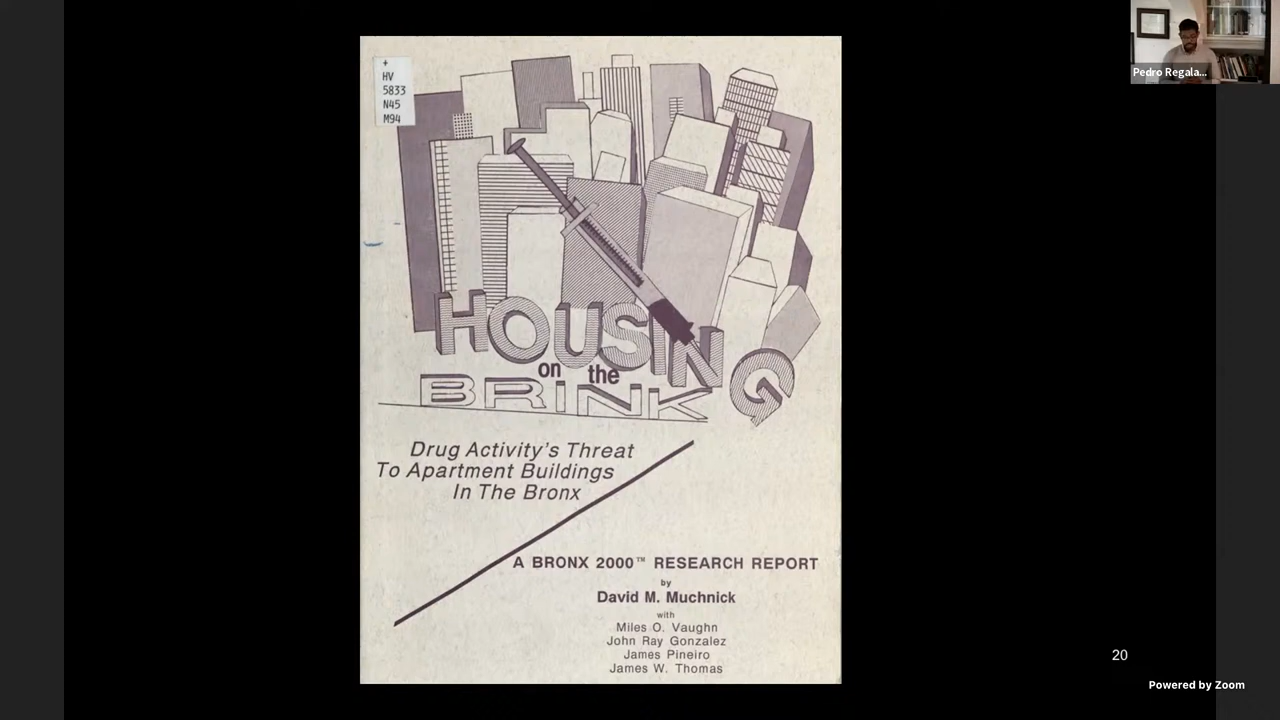 Pedro Regala...
+
HV
5833
N45
M94
HOUSING
on the
BRINK
Drug Activity's Threat
To Apartment Buildings
In The Bronx
A BRONX 2000™ RESEARCH REPORT
by
David M. Muchnick
with
Miles O. Vaughn
John Ray Gonzalez
James Pineiro
James W. Thomas
20
Powered by Zoom